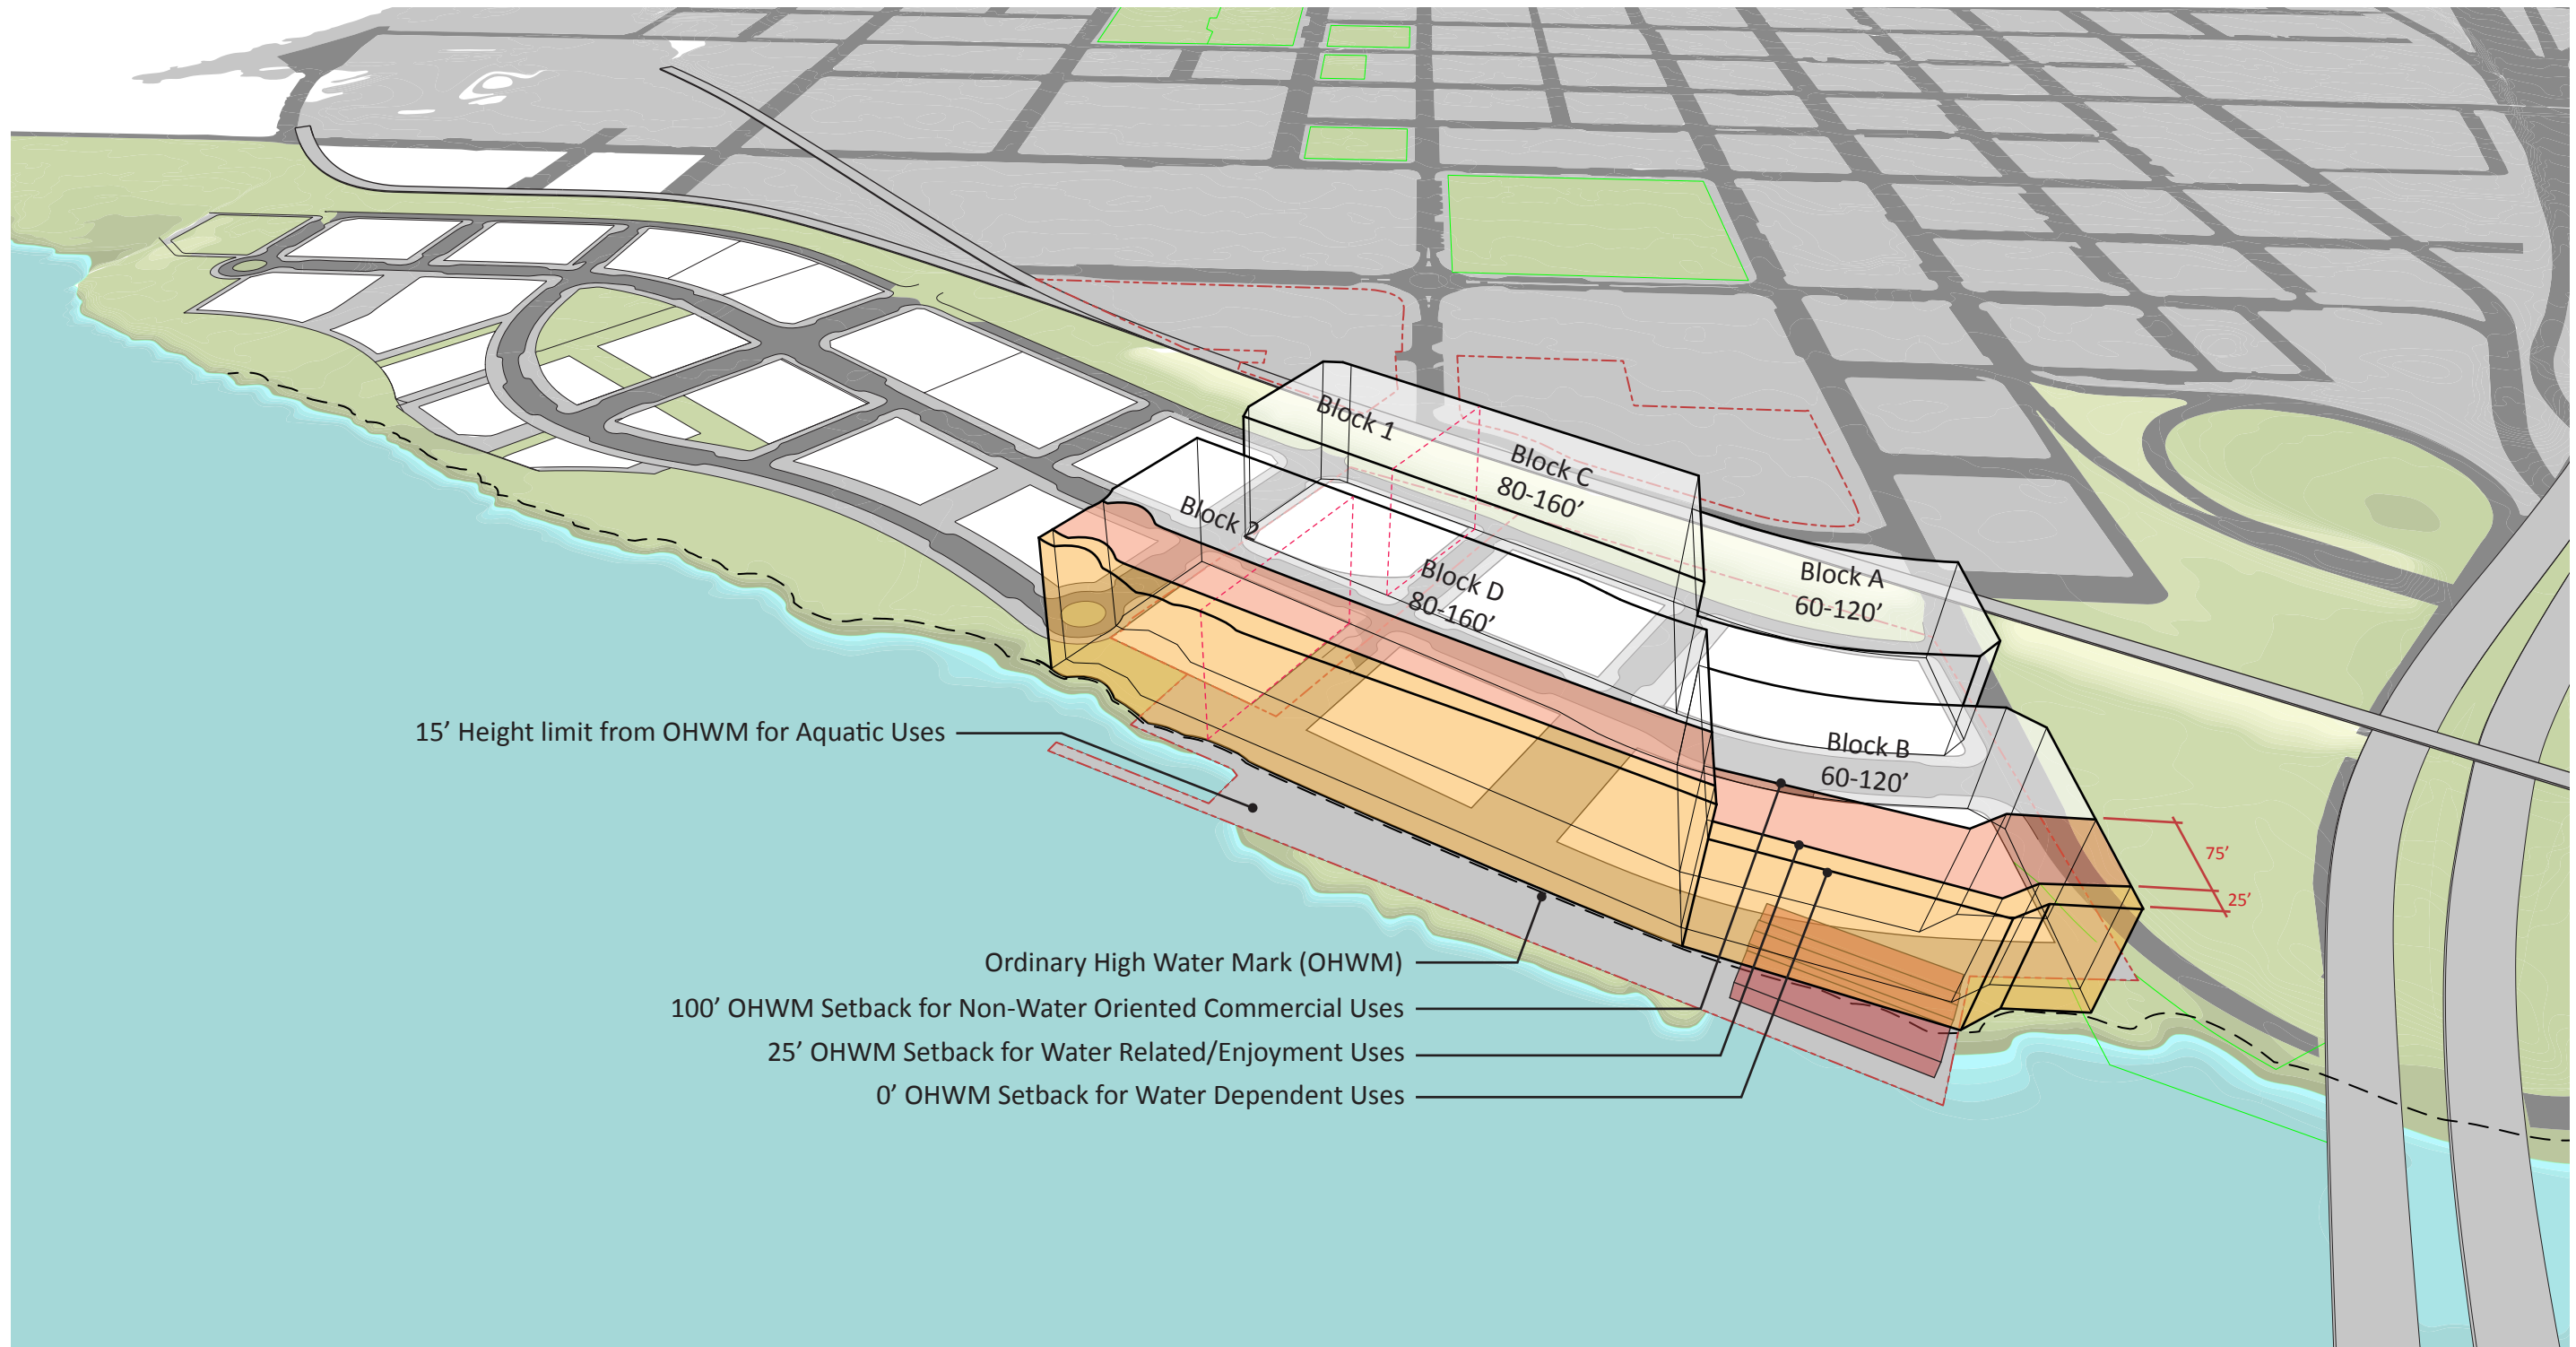 Block 1
Block C
80-160’
Block 2
Block D
80-160’
Block A
60-120’
Block B
60-120’
15’ Height limit from OHWM for Aquatic Uses
75’
25’
Ordinary High Water Mark (OHWM)
100’ OHWM Setback for Non-Water Oriented Commercial Uses
25’ OHWM Setback for Water Related/Enjoyment Uses
0’ OHWM Setback for Water Dependent Uses